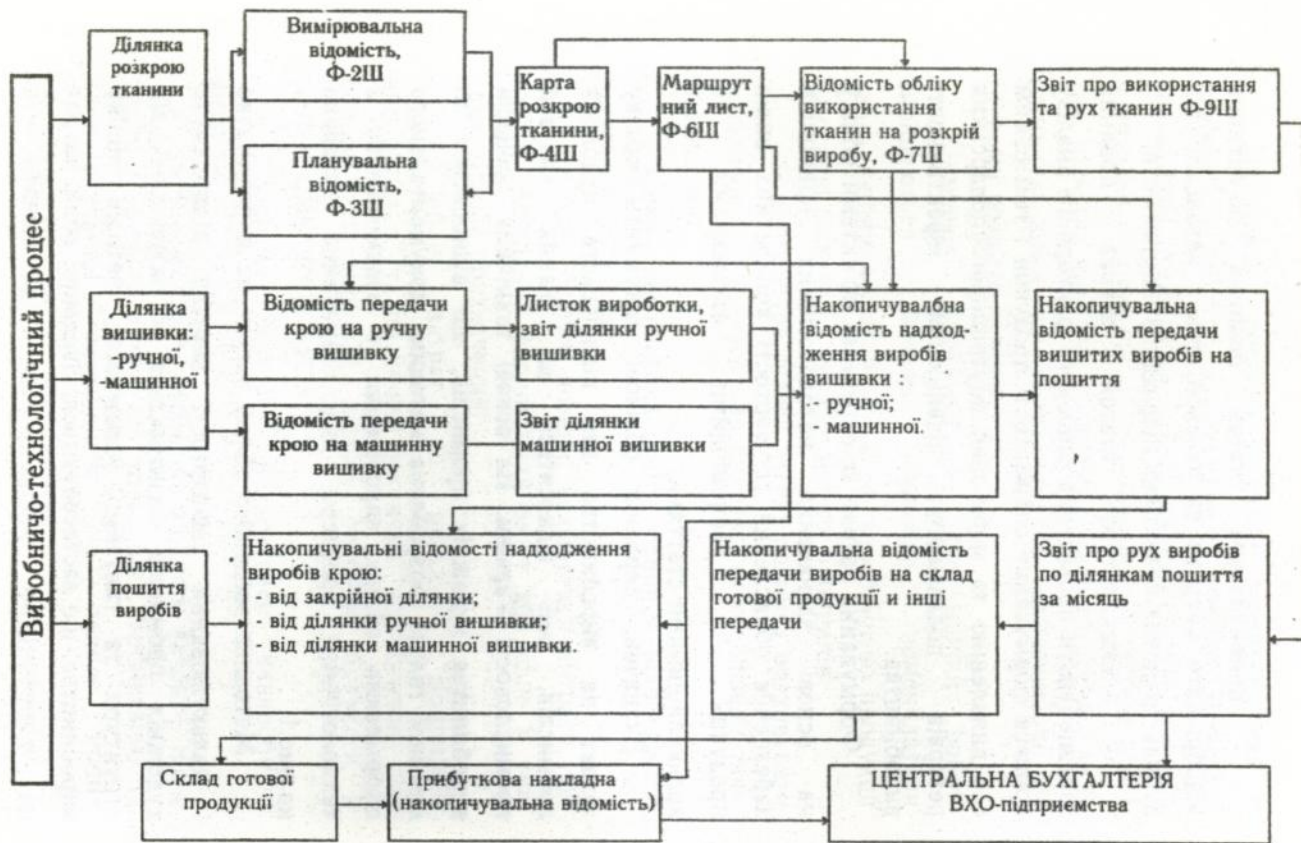 Виробничо-технологічний процес
Ділянка
розкрою
тканини
Вимірювальна
відомість,
Ф-2Ш
Планувальна
відомість,
Ф-3Ш
Карта
розкрою
тканини,
Ф-4Ш
Маршрут
ний лист,
Ф-6Ш
Відомість обліку
використання
тканин на розкрій
виробу, Ф-7Ш
Звіт про використання
та рух тканин Ф-9Ш
Ділянка
вишивки:
-ручної,
-машинної
Відомість передачи
крою на ручну
вишивку
Листок вироботки,
звіт ділянки ручної
вишивки
Відомість передачи
крою на машинну
вишивку
Звіт ділянки
машинної вишивки
Накопичувалбна
відомість надход-
ження виробів
вишивки :
- ручної;
- машинної.
Накопичувальна
відомість передачи
вишитих виробів на
пошиття
Ділянка
пошиття
виробів
Накопичувальні відомості надходження
виробів крою:
- від закрійної ділянки;
- від ділянки ручної вишивки;
- від ділянки машинної вишивки.
Накопичувальна відомість
передачи виробів на склад
готової продукції и інші
передачи
Звіт про рух виробів
по ділянкам пошиття
за місяць
Склад готової
продукції
Прибуткова накладна
(накопичувальна відомість)
ЦЕНТРАЛЬНА БУХГАЛТЕРІЯ
ВХО-підприємства